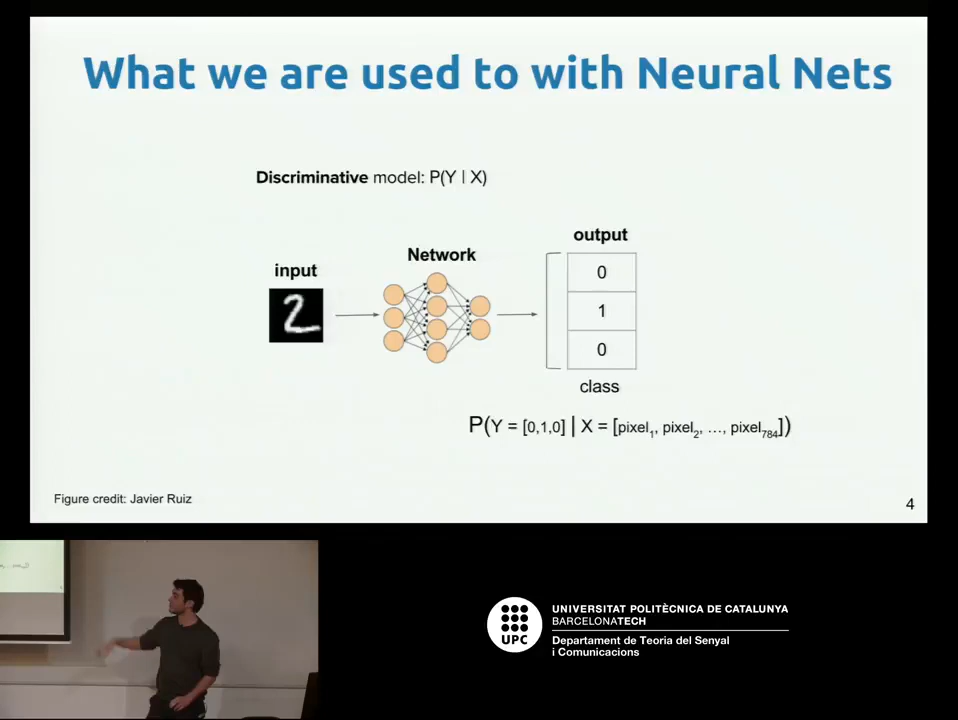 What we are used to with Neural Nets
Discriminative model: P(Y | X)
input
2
Network
output
0
1
0
class
P(Y = [0,1,0] | X = [pixel1, pixel2, …, pixel784])
Figure credit: Javier Ruiz
4
UPC
UNIVERSITAT POLITÈCNICA DE CATALUNYA
BARCELONATECH
Departament de Teoria del Senyal
i Comunicacions